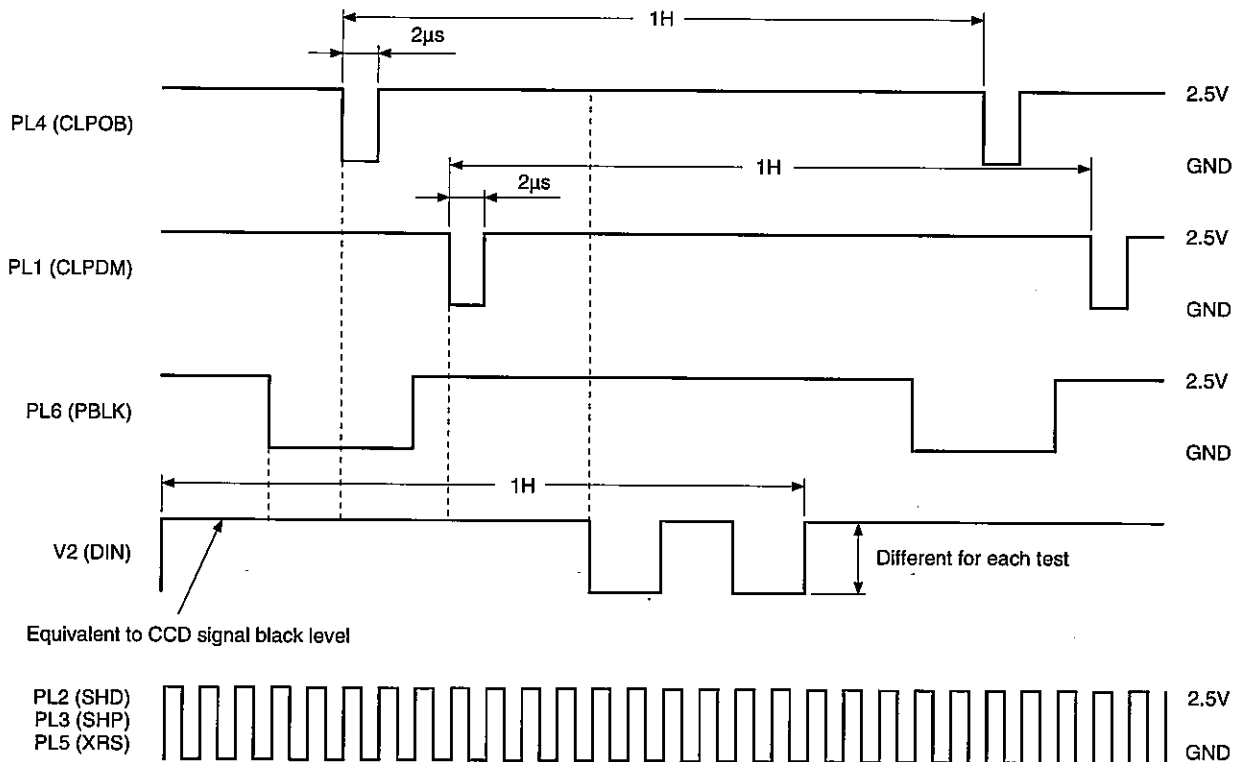 1H
2µs
PL4 (CLPOB)
2.5V
GND
1H
2µs
PL1 (CLPDM)
2.5V
GND
PL6 (PBLK)
2.5V
GND
1H
V2 (DIN)
Different for each test
Equivalent to CCD signal black level
PL2 (SHD)
PL3 (SHP)
PL5 (XRS)
2.5V
GND